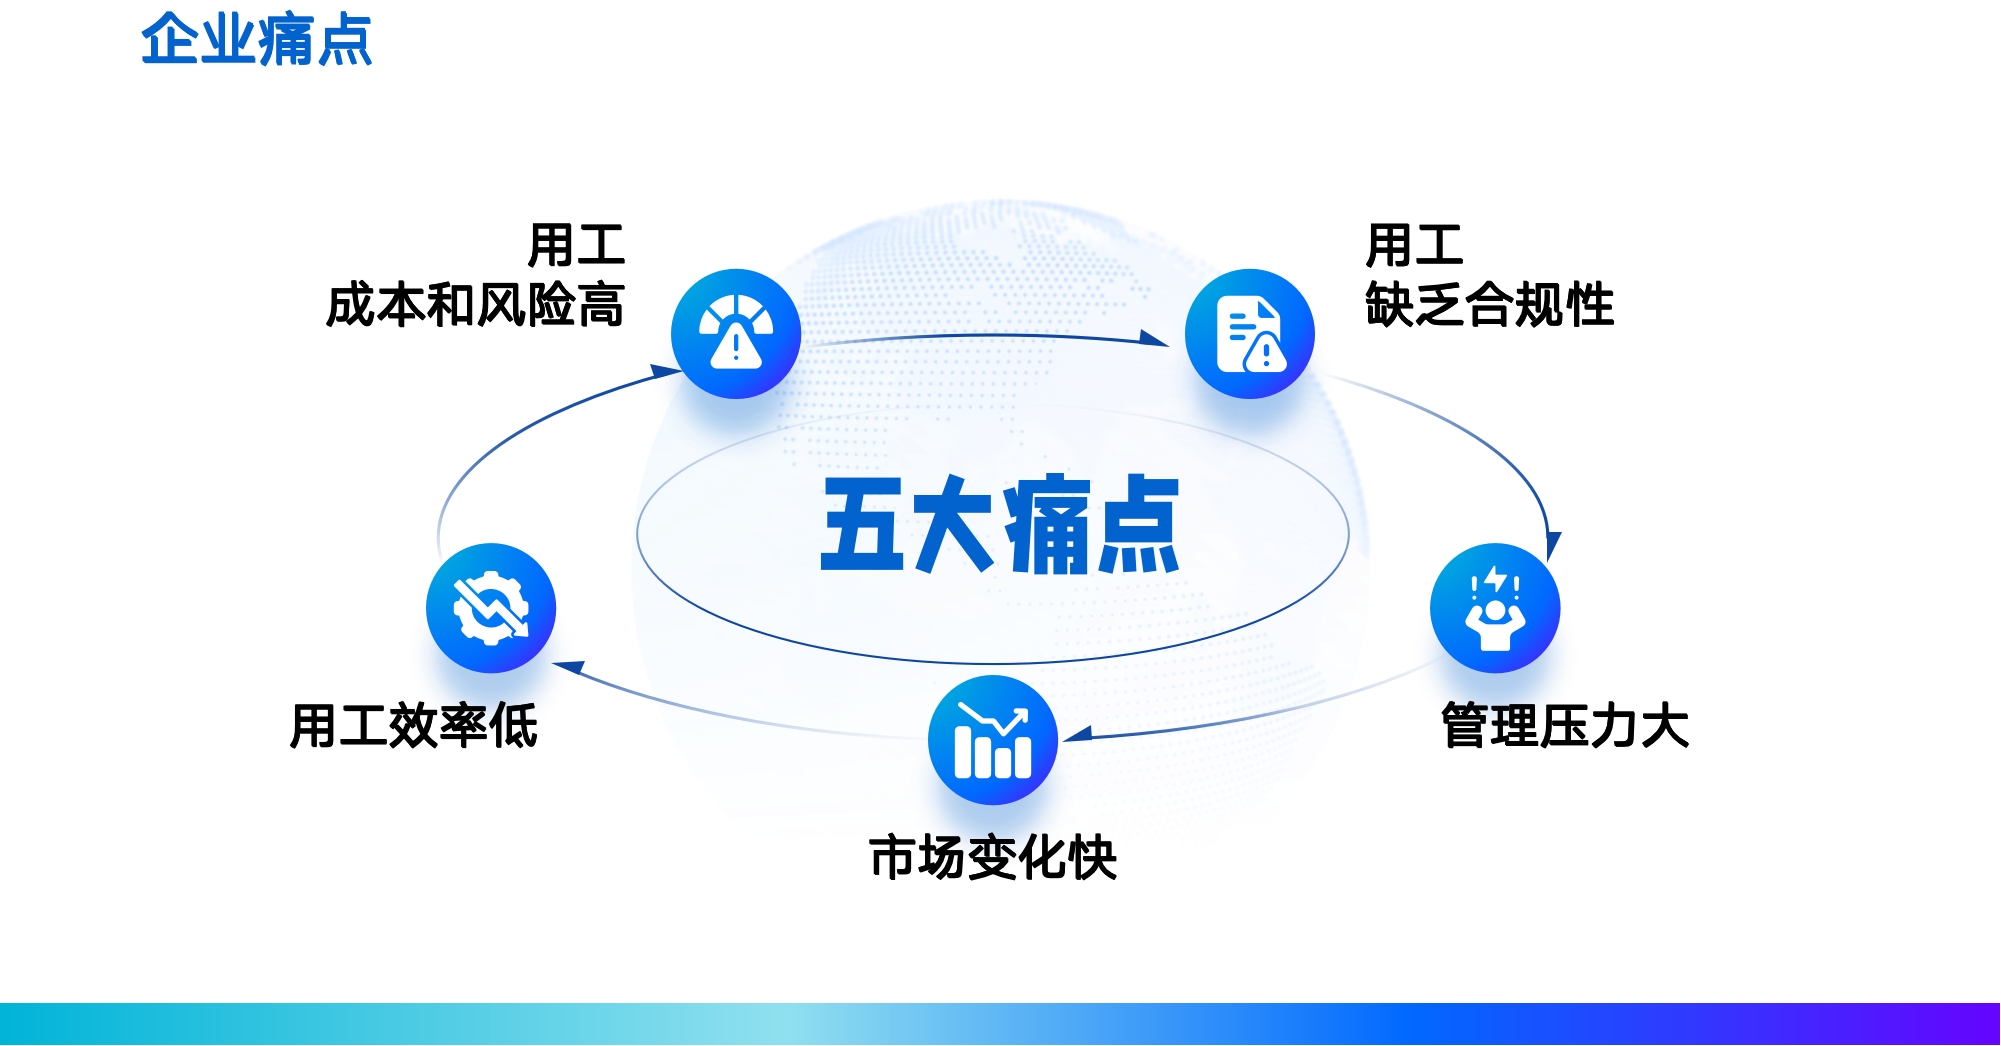 企业痛点
用工
成本和风险高
用工
缺乏合规性
五大痛点
用工效率低
管理压力大
市场变化快